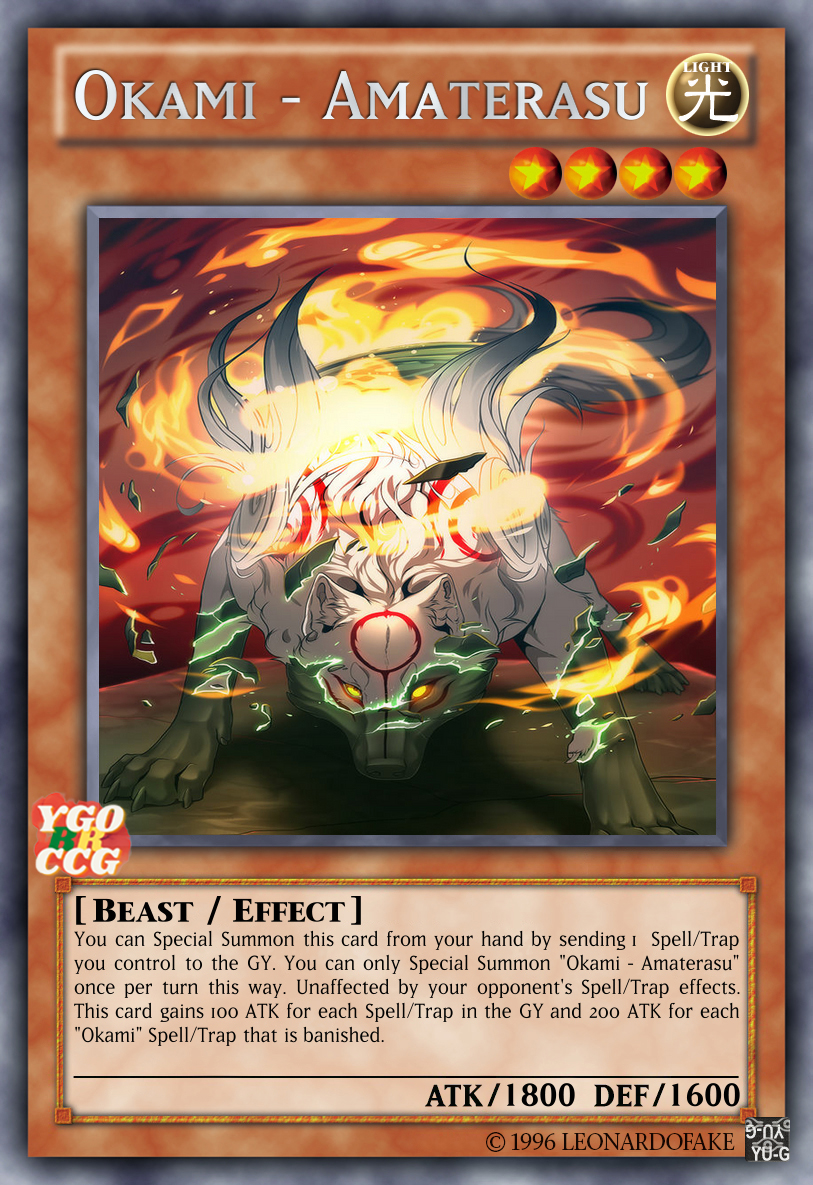 OKAMI - AMATERASU
LIGHT
光
YGO
BR
CCG
[ BEAST / EFFECT ]
You can Special Summon this card from your hand by sending 1 Spell/Trap
you control to the GY. You can only Special Summon "Okami - Amaterasu"
once per turn this way. Unaffected by your opponent's Spell/Trap effects.
This card gains 100 ATK for each Spell/Trap in the GY and 200 ATK for each
"Okami" Spell/Trap that is banished.
ATK/1800 DEF/1600
© 1996 LEONARDOFAKE
YU-G
YU-G